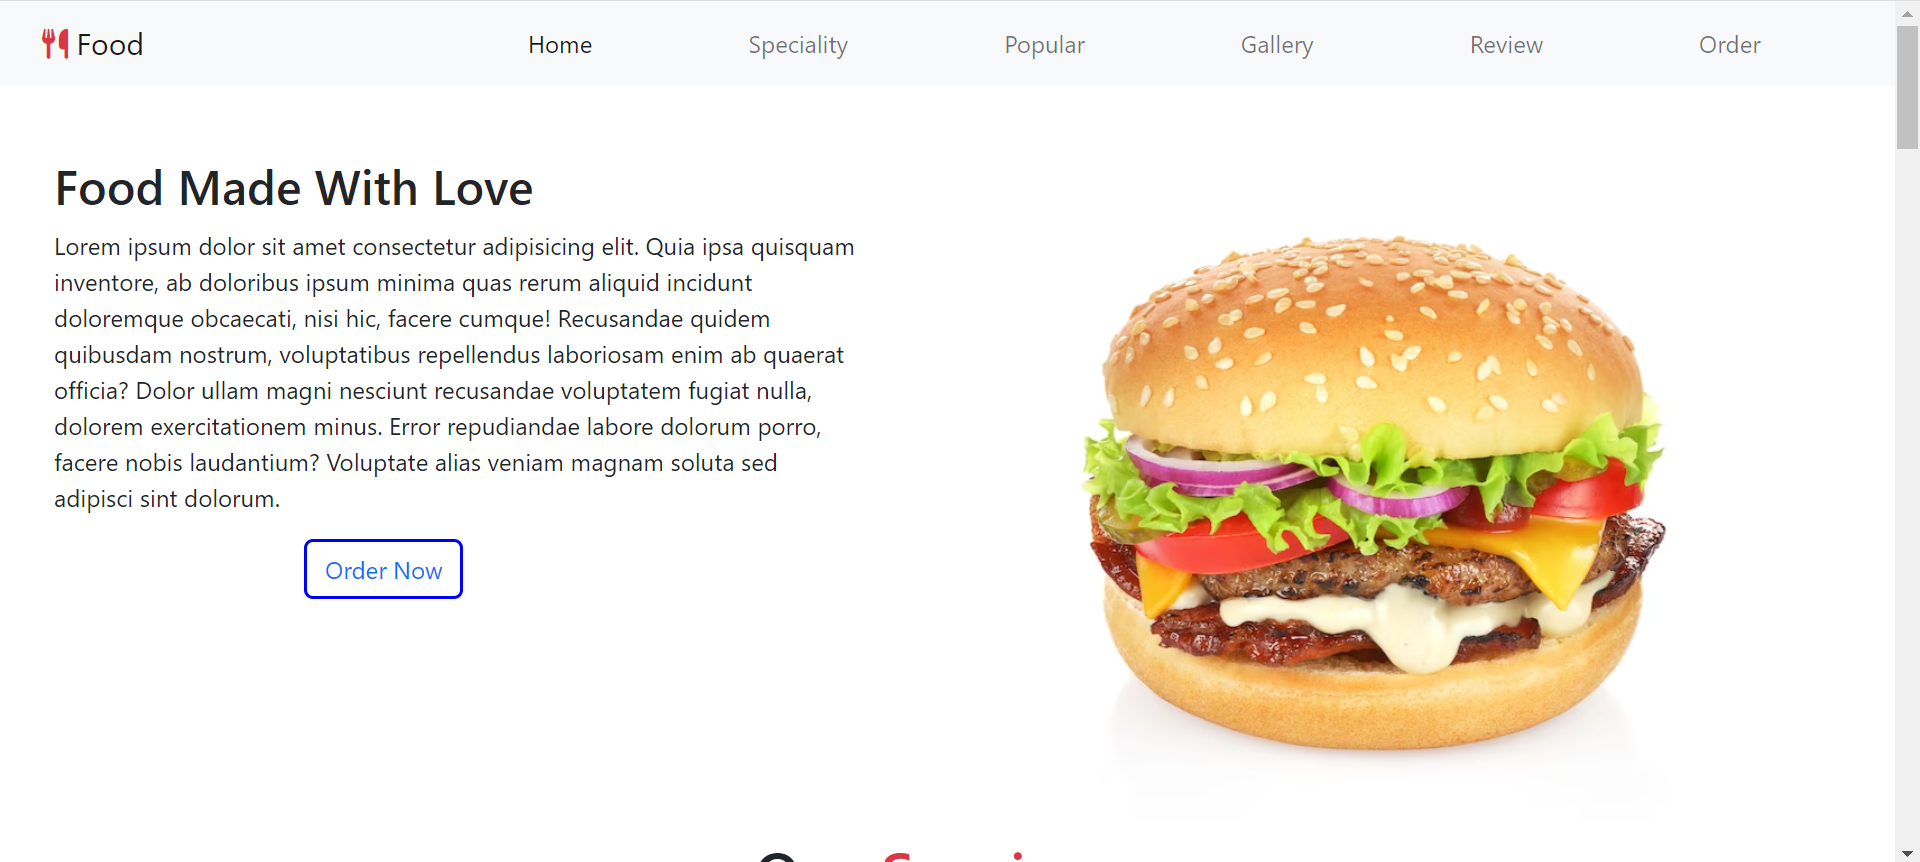 Food
Home
Speciality
Popular
Gallery
Review
Order
Food Made With Love
Lorem ipsum dolor sit amet consectetur adipisicing elit. Quia ipsa quisquam
inventore, ab doloribus ipsum minima quas rerum aliquid incidunt
doloremque obcaecati, nisi hic, facere cumque! Recusandae quidem
quibusdam nostrum, voluptatibus repellendus laboriosam enim ab quaerat
officia? Dolor ullam magni nesciunt recusandae voluptatem fugiat nulla,
dolorem exercitationem minus. Error repudiandae labore dolorum porro,
facere nobis laudantium? Voluptate alias veniam magnam soluta sed
adipisci sint dolorum.
Order Now